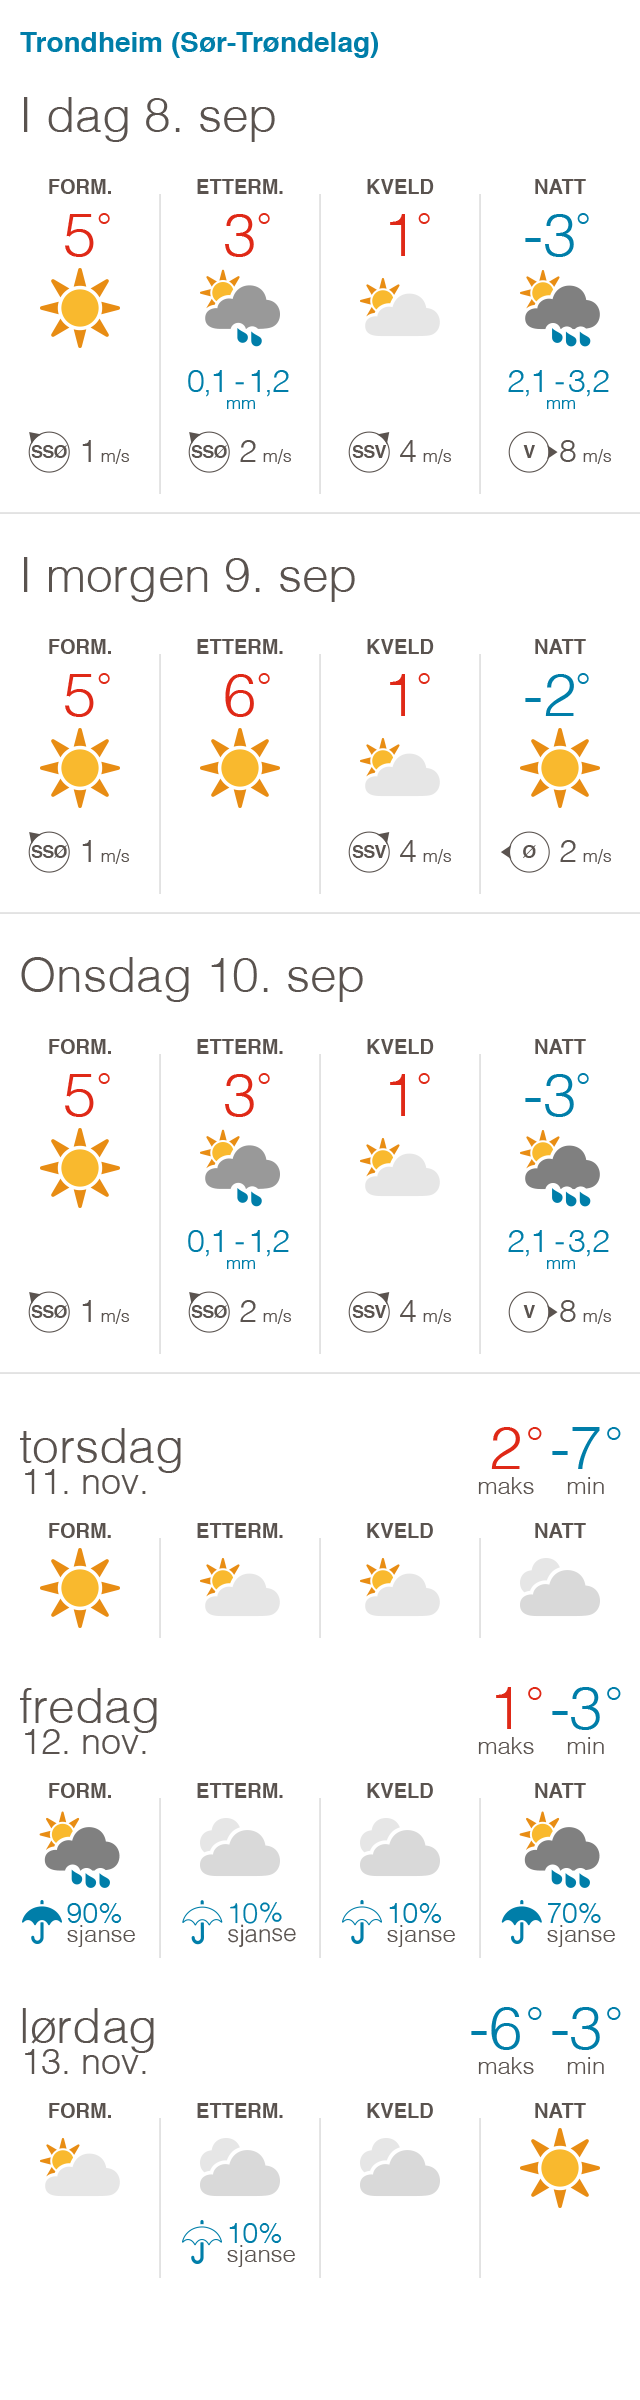 Trondheim (Sør-Trøndelag)
I dag 8. sep
FORM. ETTERM. KVELD NATT
5° 3° 1° -3°
0,1 - 1,2 2,1 - 3,2
mm mm
SSØ 1 m/s SSØ 2 m/s SSV 4 m/s V 8 m/s
I morgen 9. sep
FORM. ETTERM. KVELD NATT
5° 6° 1° -2°
SSØ 1 m/s SSV 4 m/s Ø 2 m/s
Onsdag 10. sep
FORM. ETTERM. KVELD NATT
5° 3° 1° -3°
0,1 - 1,2 2,1 - 3,2
mm mm
SSØ 1 m/s SSØ 2 m/s SSV 4 m/s V 8 m/s
torsdag 2° -7°
11. nov. maks min
FORM. ETTERM. KVELD NATT
fredag 1° -3°
12. nov. maks min
FORM. ETTERM. KVELD NATT
90% 10% 10% 70%
sjanse sjanse sjanse sjanse
lørdag -6° -3°
13. nov. maks min
FORM. ETTERM. KVELD NATT
10%
sjanse